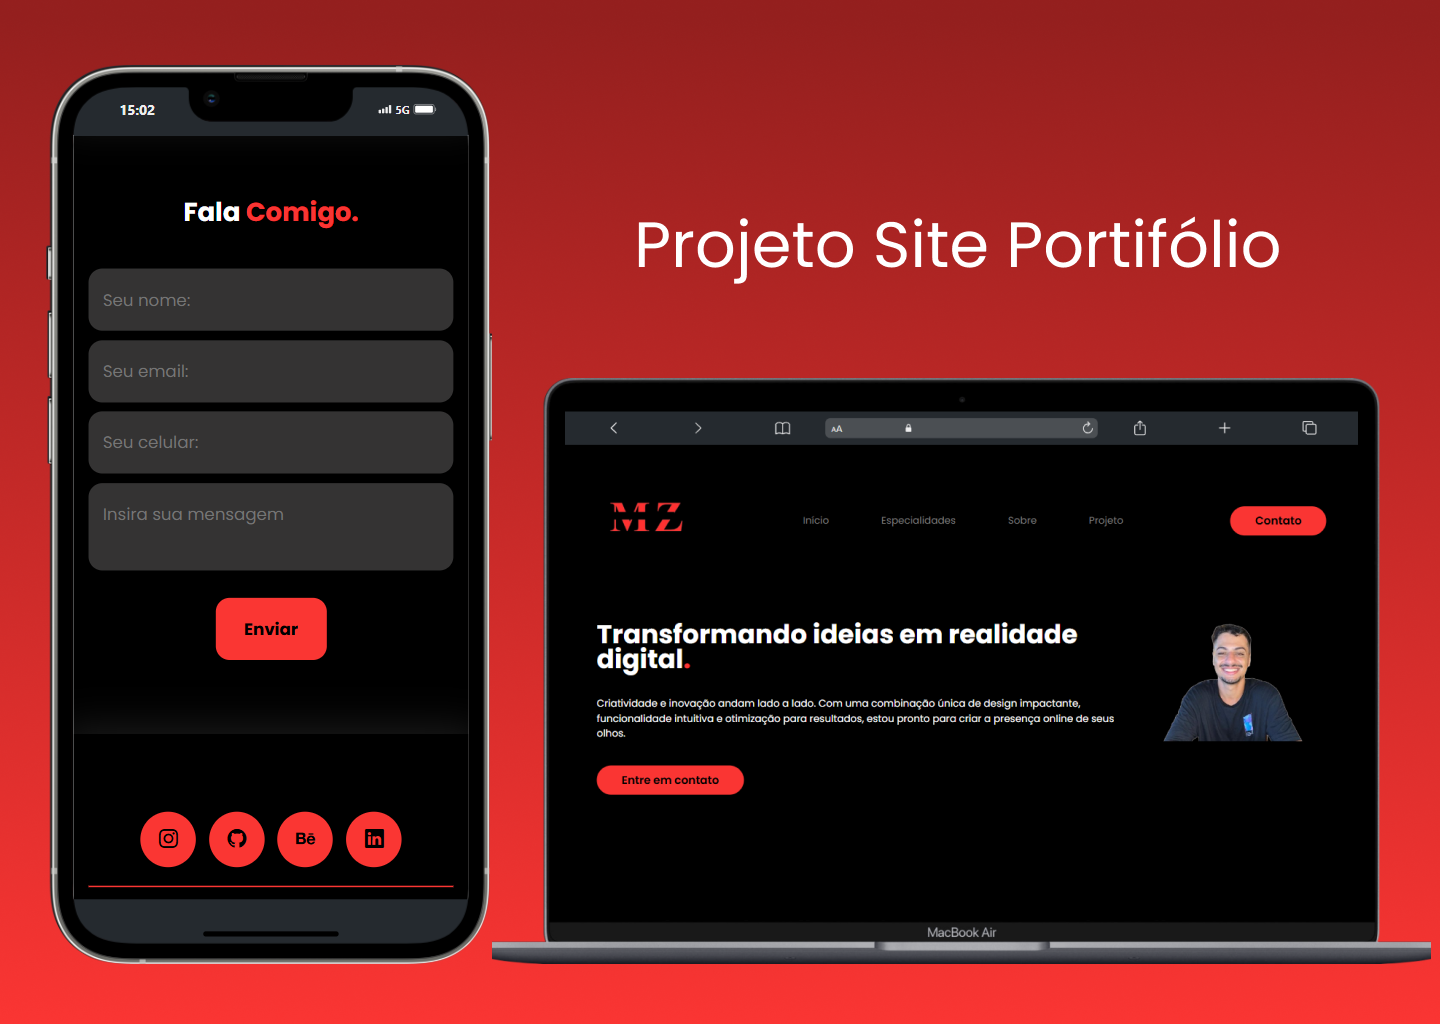 15:02
5G
Fala Comigo.
Seu nome:
Seu email:
Seu celular:
Insira sua mensagem
Enviar
Bē
in
Projeto Site Portifólio
AA
MZ
Início
Especialidades
Sobre
Projeto
Contato
Transformando ideias em realidade
digital.
Criatividade e inovação andam lado a lado. Com uma combinação única de design impactante,
funcionalidade intuitiva e otimização para resultados, estou pronto para criar a presença online de seus
olhos.
Entre em contato
MacBook Air